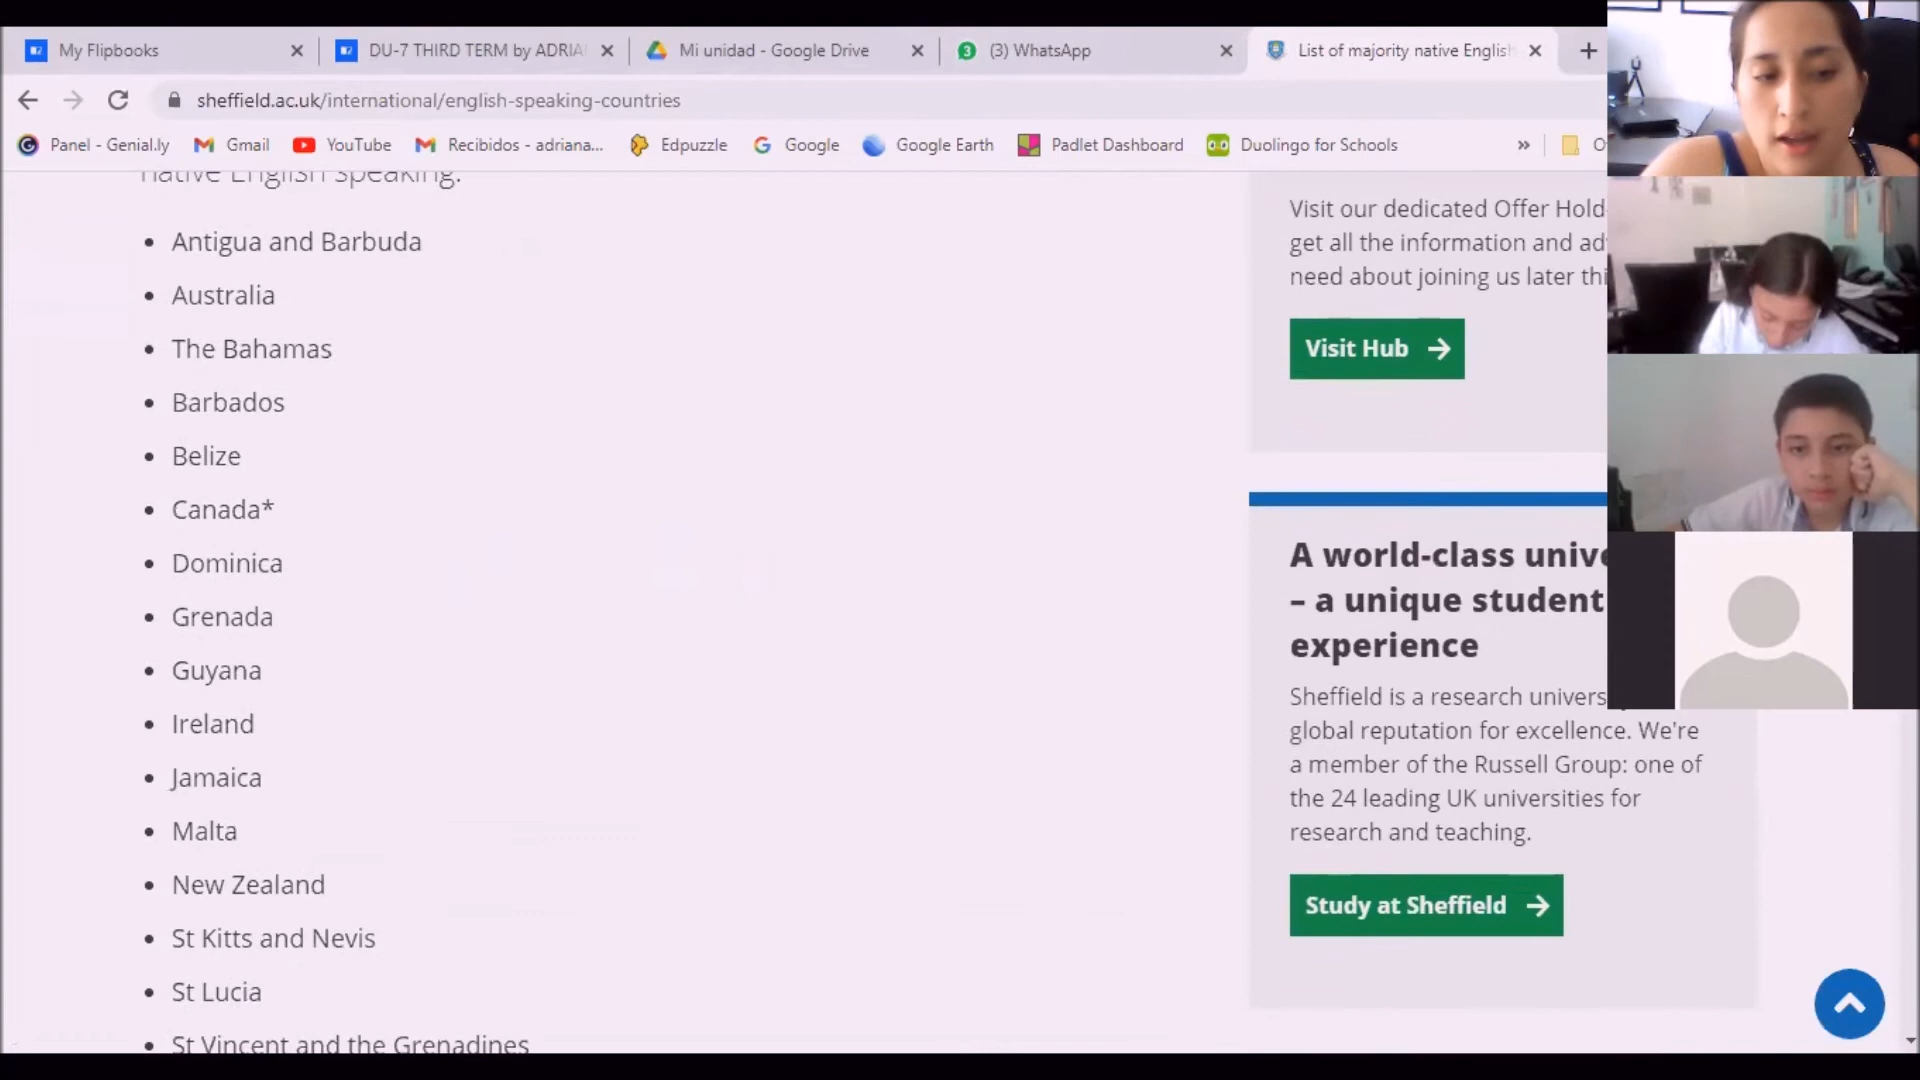 My Flipbooks
DU-7 THIRD TERM by ADRIA
Mi unidad - Google Drive
(3) WhatsApp
List of majority native English
sheffield.ac.uk/international/english-speaking-countries
Panel - Genial.ly
Gmail
YouTube
Recibidos - adriana...
Edpuzzle
Google
Google Earth
Padlet Dashboard
Duolingo for Schools
native English speaking:
• Antigua and Barbuda
• Australia
• The Bahamas
• Barbados
• Belize
• Canada*
• Dominica
• Grenada
• Guyana
• Ireland
• Jamaica
• Malta
• New Zealand
• St Kitts and Nevis
• St Lucia
• St Vincent and the Grenadines
Visit our dedicated Offer Hold
get all the information and ad
need about joining us later thi
Visit Hub
A world-class unive
– a unique student
experience
Sheffield is a research univers
global reputation for excellence. We're
a member of the Russell Group: one of
the 24 leading UK universities for
research and teaching.
Study at Sheffield